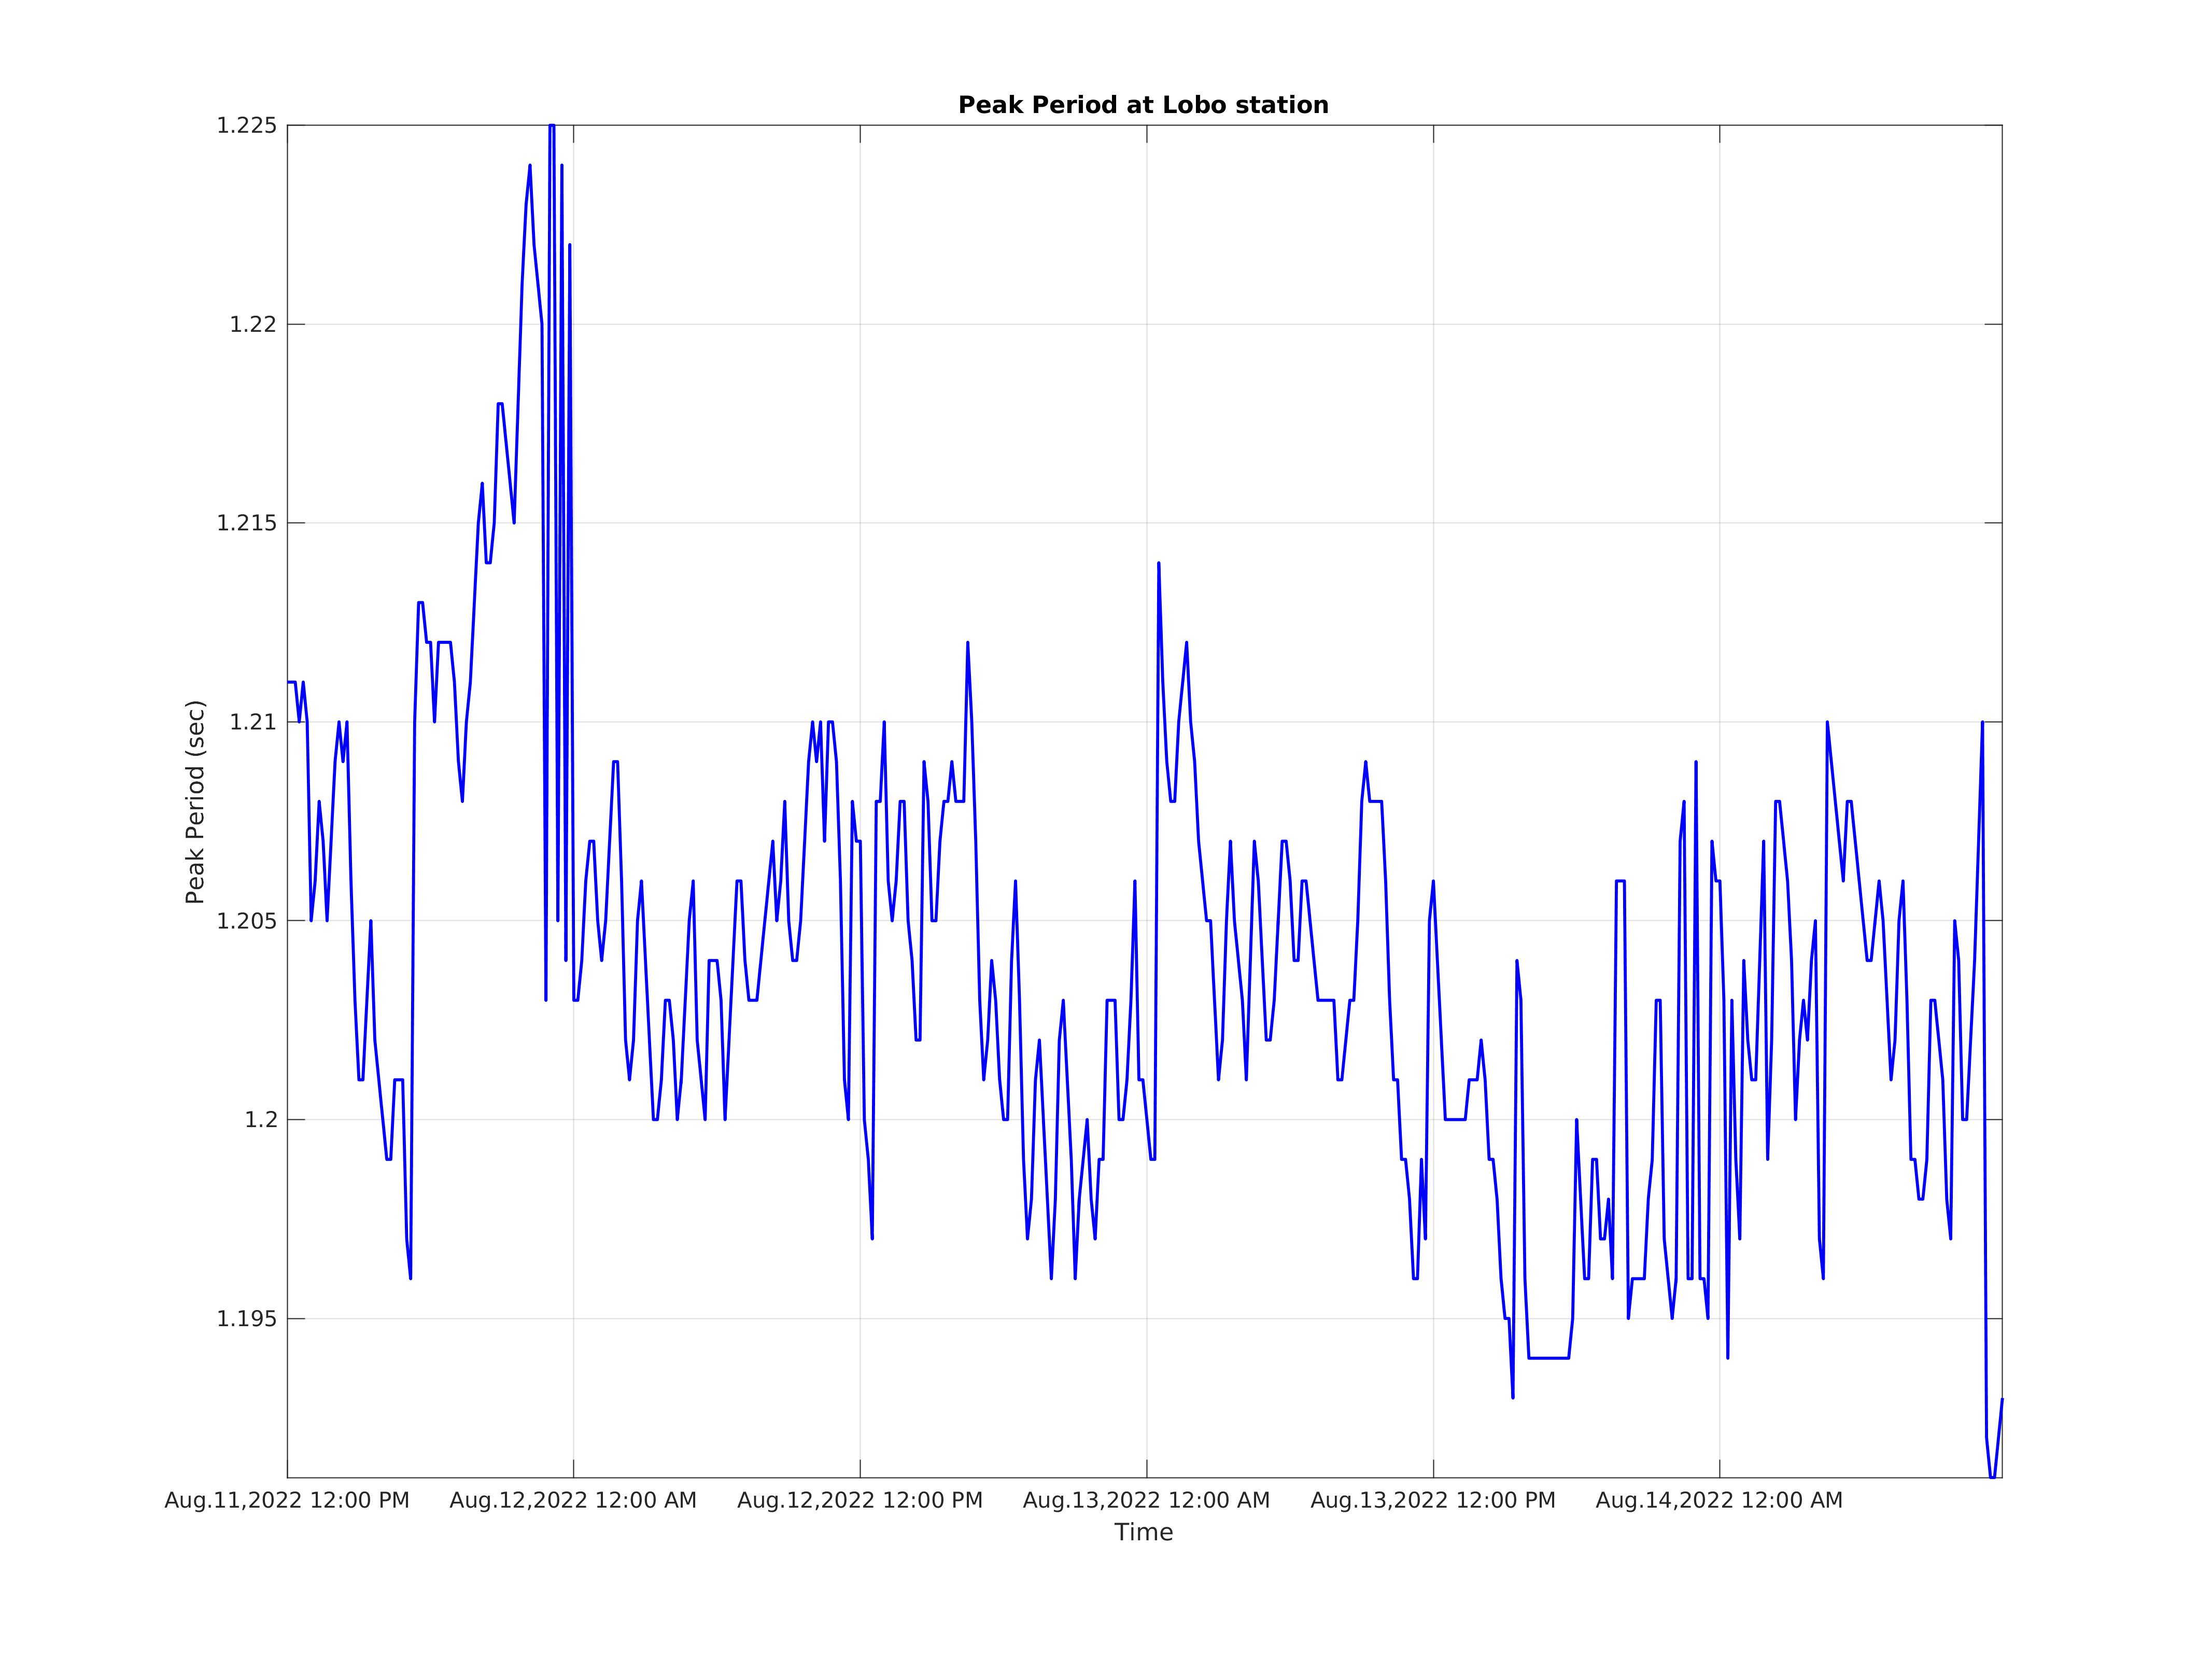 Peak Period at Lobo station
1.225
1.22
1.215
1.21
1.205
1.2
1.195
Peak Period (sec)
Aug.11,2022 12:00 PM
Aug.12,2022 12:00 AM
Aug.12,2022 12:00 PM
Aug.13,2022 12:00 AM
Aug.13,2022 12:00 PM
Aug.14,2022 12:00 AM
Time